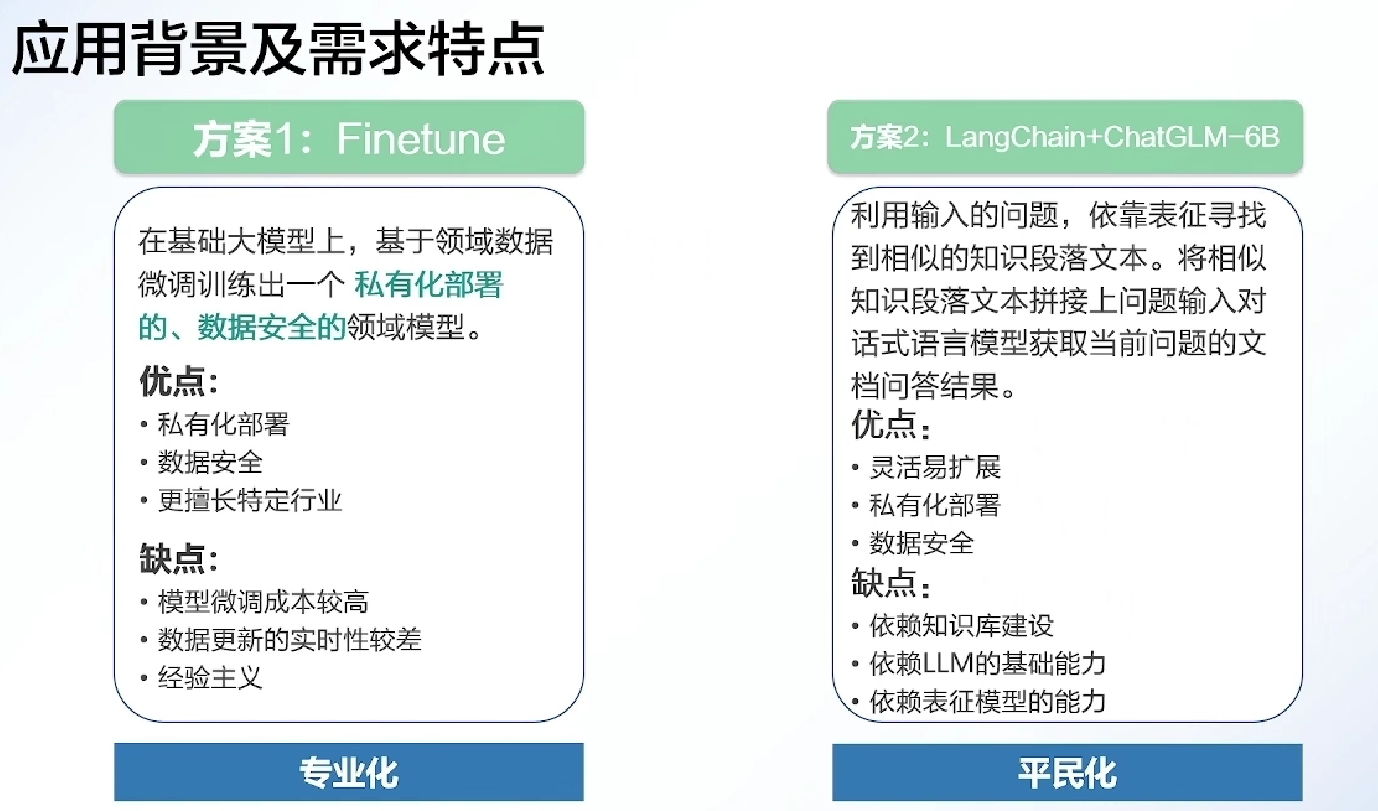 应用背景及需求特点
方案1：Finetune
在基础大模型上，基于领域数据
微调训练出一个 私有化部署
的、数据安全的领域模型。
优点：
• 私有化部署
• 数据安全
• 更擅长特定行业
缺点：
• 模型微调成本较高
• 数据更新的实时性较差
• 经验主义
专业化
方案2：LangChain+ChatGLM-6B
利用输入的问题，依靠表征寻找
到相似的知识段落文本。将相似
知识段落文本拼接上问题输入对
话式语言模型获取当前问题的文
档问答结果。
优点：
• 灵活易扩展
• 私有化部署
• 数据安全
缺点：
• 依赖知识库建设
• 依赖LLM的基础能力
• 依赖表征模型的能力
平民化